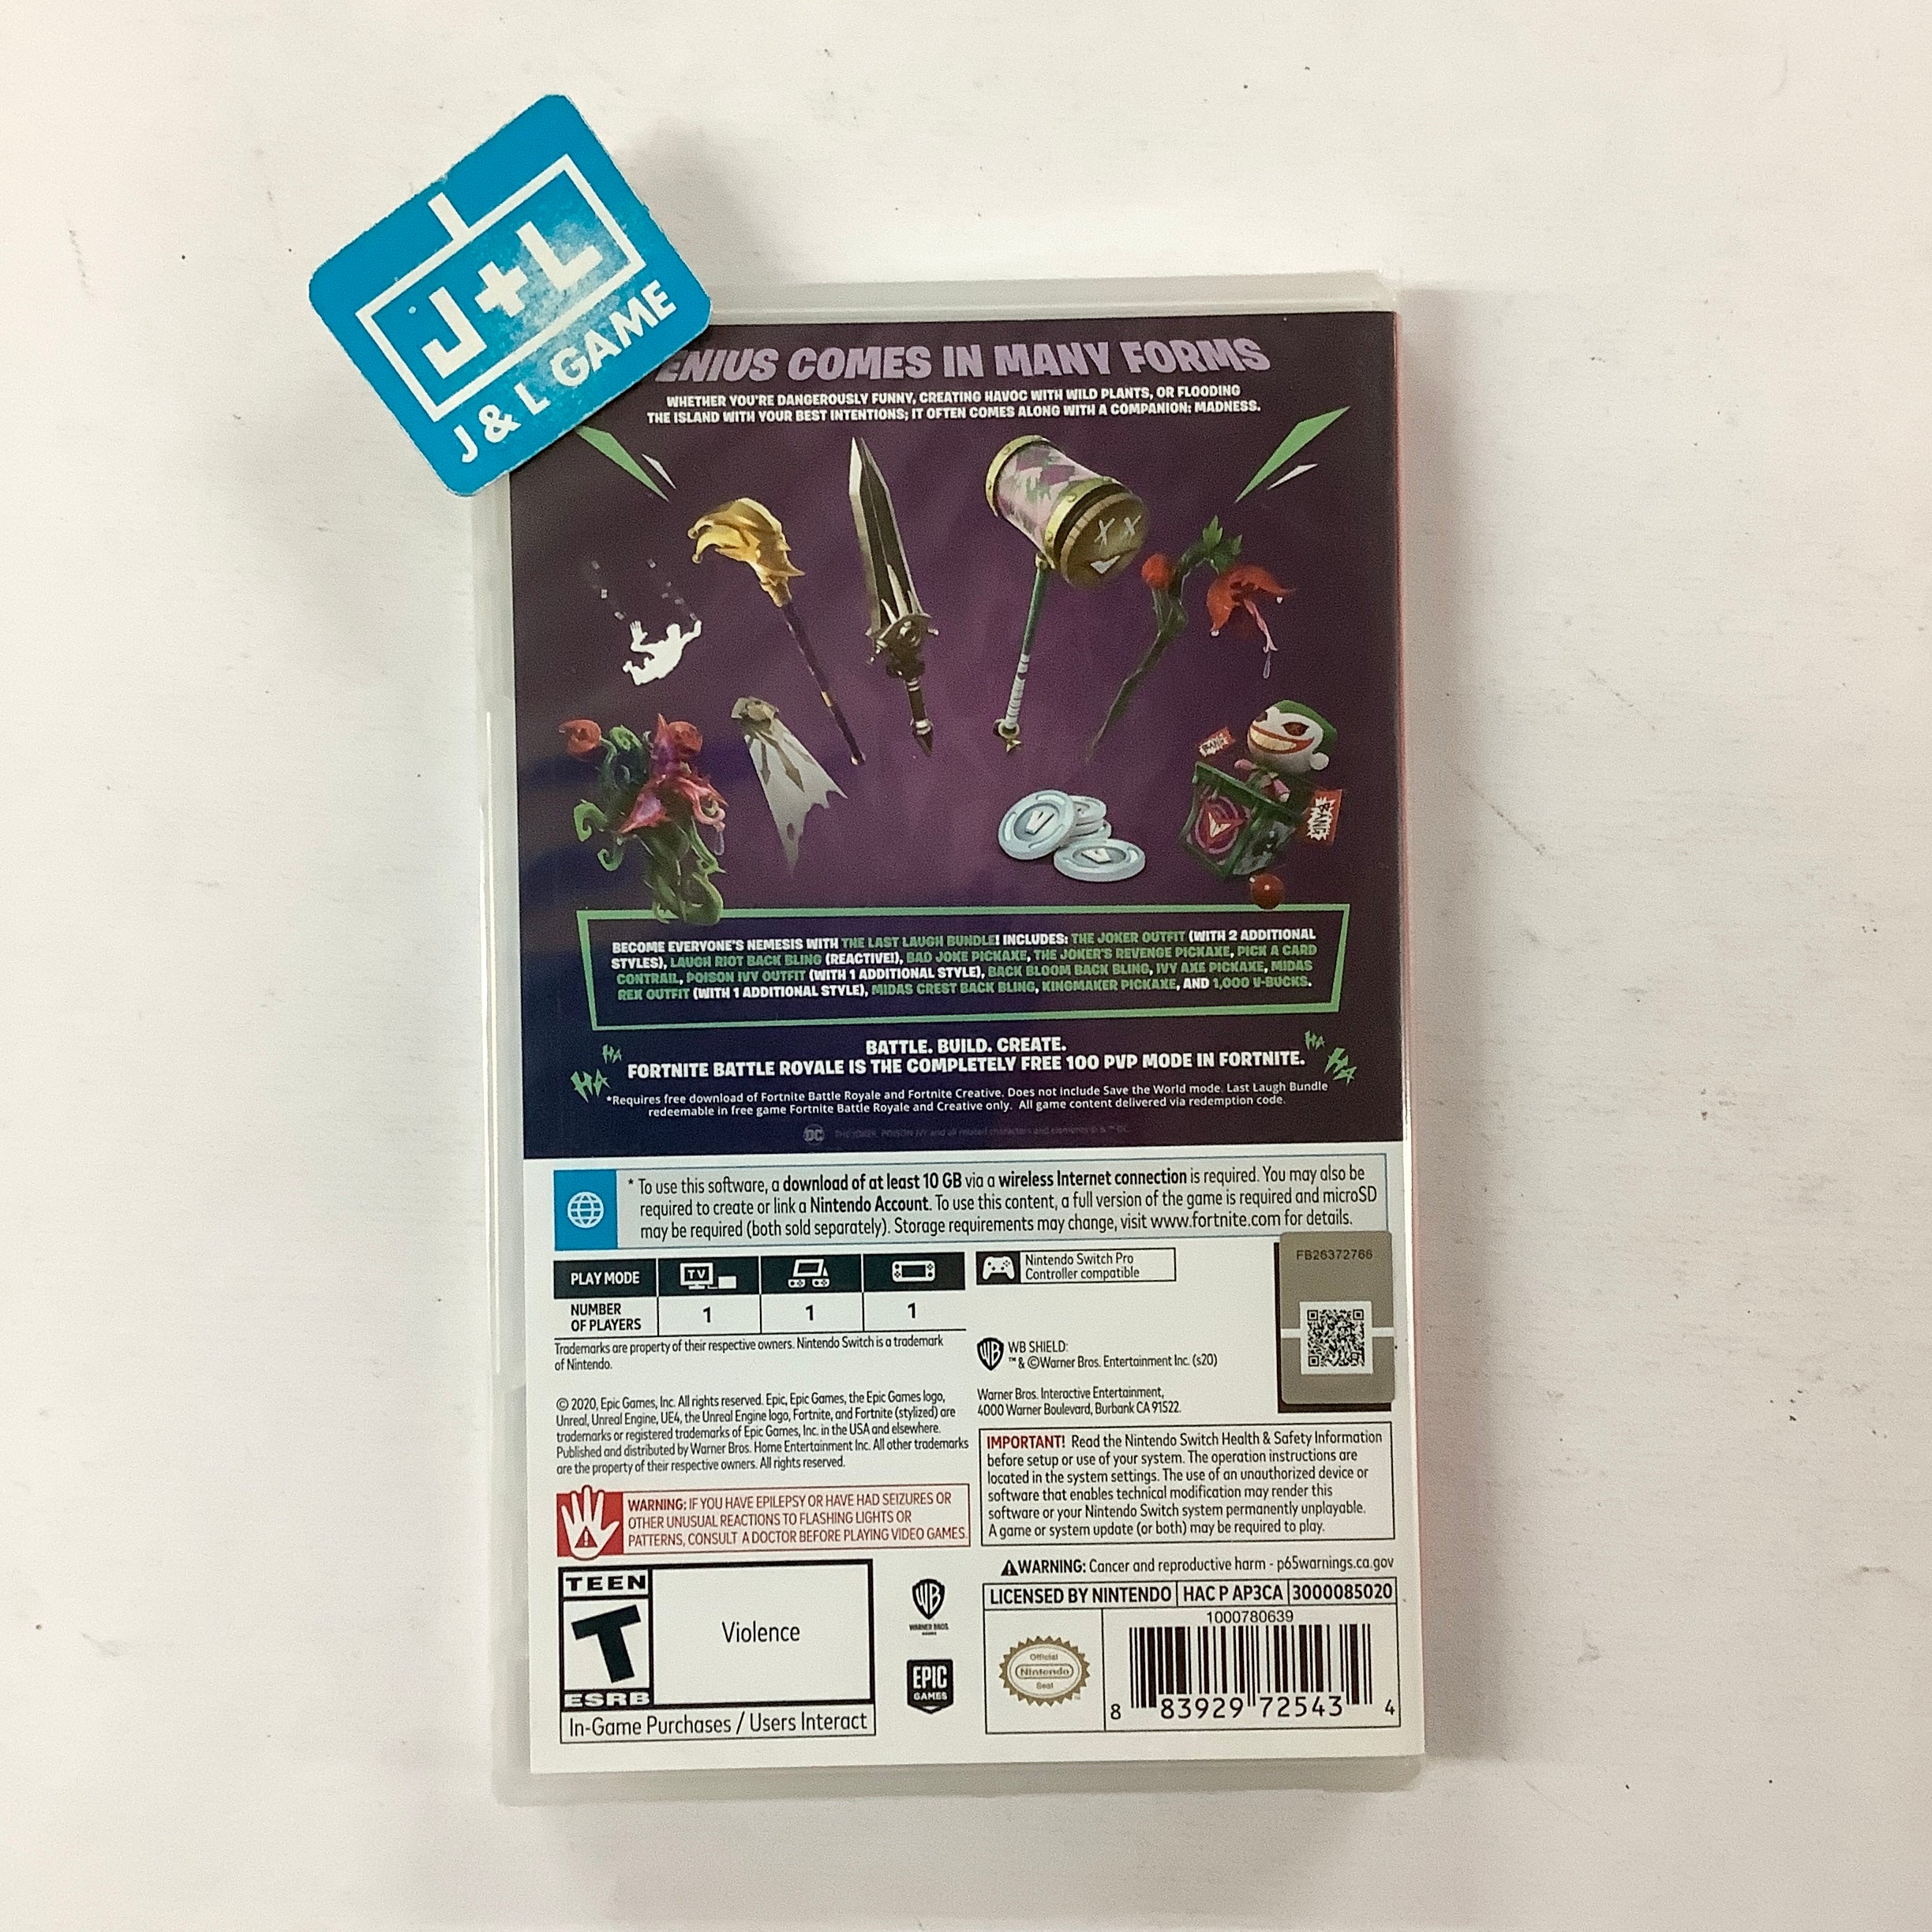 J+L
J & L GAME
ENIUS COMES IN MANY FORMS
WHETHER YOU'RE DANGEROUSLY FUNNY, CREATING HAVOC WITH WILD PLANTS, OR FLOODING
THE ISLAND WITH YOUR BEST INTENTIONS; IT OFTEN COMES ALONG WITH A COMPANION: MADNESS.
BANG!
BANG!
BECOME EVERYONE'S NEMESIS WITH THE LAST LAUGH BUNDLE! INCLUDES: THE JOKER OUTFIT (WITH 2 ADDITIONAL
STYLES), LAUGH RIOT BACK BLING (REACTIVE!), BAD JOKE PICKAXE, THE JOKER'S REVENGE PICKAXE, PICK A CARD
CONTRAIL, POISON IVY OUTFIT (WITH 1 ADDITIONAL STYLE), BACK BLOOM BACK BLING, IVY AXE PICKAXE, MIDAS
REX OUTFIT (WITH 1 ADDITIONAL STYLE), MIDAS CREST BACK BLING, KINGMAKER PICKAXE, AND 1,000 V-BUCKS.
HA HA
BATTLE. BUILD. CREATE.
FORTNITE BATTLE ROYALE IS THE COMPLETELY FREE 100 PVP MODE IN FORTNITE.
HA HA HA
*Requires free download of Fortnite Battle Royale and Fortnite Creative. Does not include Save the World mode. Last Laugh Bundle
redeemable in free game Fortnite Battle Royale and Creative only. All game content delivered via redemption code.
DC THE JOKER, POISON IVY and all related characters and elements © & ™ DC.
* To use this software, a download of at least 10 GB via a wireless Internet connection is required. You may also be
required to create or link a Nintendo Account. To use this content, a full version of the game is required and microSD
may be required (both sold separately). Storage requirements may change, visit www.fortnite.com for details.
PLAY MODE TV
NUMBER
OF PLAYERS 1 1 1
Nintendo Switch Pro
Controller compatible
FB26372766
Trademarks are property of their respective owners. Nintendo Switch is a trademark
of Nintendo.
WB SHIELD:
™ & © Warner Bros. Entertainment Inc. (s20)
Warner Bros. Interactive Entertainment,
4000 Warner Boulevard, Burbank CA 91522.
© 2020, Epic Games, Inc. All rights reserved. Epic, Epic Games, the Epic Games logo,
Unreal, Unreal Engine, UE4, the Unreal Engine logo, Fortnite, and Fortnite (stylized) are
trademarks or registered trademarks of Epic Games, Inc. in the USA and elsewhere.
Published and distributed by Warner Bros. Home Entertainment Inc. All other trademarks
are the property of their respective owners. All rights reserved.
IMPORTANT! Read the Nintendo Switch Health & Safety Information
before setup or use of your system. The operation instructions are
located in the system settings. The use of an unauthorized device or
software that enables technical modification may render this
software or your Nintendo Switch system permanently unplayable.
A game or system update (or both) may be required to play.
WARNING: IF YOU HAVE EPILEPSY OR HAVE HAD SEIZURES OR
OTHER UNUSUAL REACTIONS TO FLASHING LIGHTS OR
PATTERNS, CONSULT A DOCTOR BEFORE PLAYING VIDEO GAMES.
WARNING: Cancer and reproductive harm - p65warnings.ca.gov
TEEN
T
ESRB
Violence
In-Game Purchases / Users Interact
WB
WARNER BROS.
GAMES
EPIC
GAMES
LICENSED BY NINTENDO HAC P AP3CA 3000085020
1000780639
Official
Nintendo
Seal
8 83929 72543 4